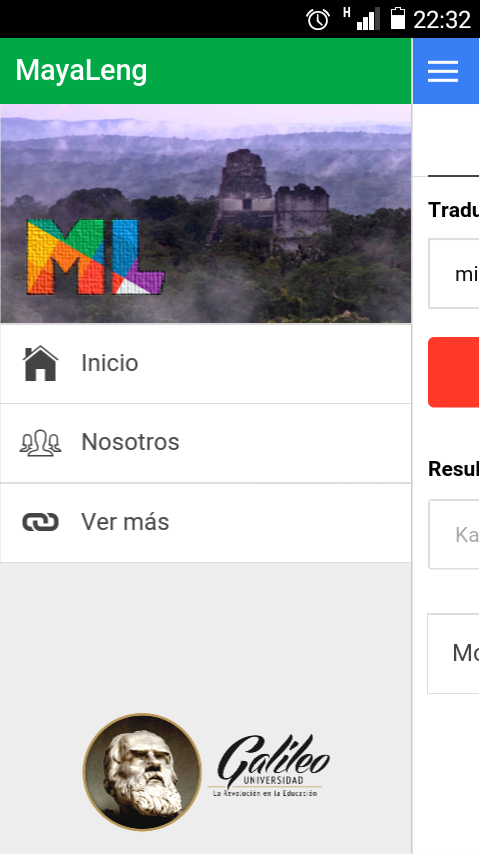 H 22:32
MayaLeng
ML
Inicio
Nosotros
Ver más
Galileo
UNIVERSIDAD
La Revolución en la Educación
Tradu
mi
Resul
Ka
Mo